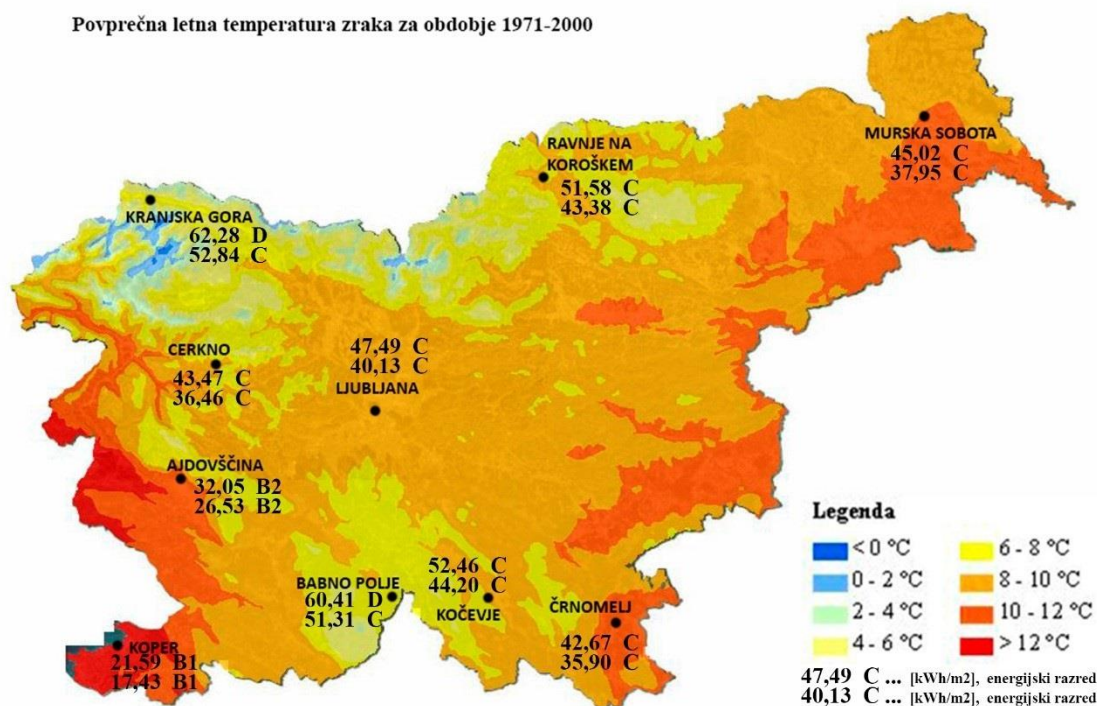 Povprečna letna temperatura zraka za obdobje 1971-2000
MURSKA SOBOTA
45,02 C
37,95 C
RAVNJE NA
KOROŠKEM
51,58 C
43,38 C
KRANJSKA GORA
62,28 D
52,84 C
CERKNO
43,47 C
36,46 C
47,49 C
40,13 C
LJUBLJANA
AJDOVŠČINA
32,05 B2
26,53 B2
BABNO POLJE
60,41 D
51,31 C
52,46 C
44,20 C
KOČEVJE
ČRNOMELJ
42,67 C
35,90 C
KOPER
21,59 B1
17,43 B1
Legenda
< 0 °C
0 - 2 °C
2 - 4 °C
4 - 6 °C
6 - 8 °C
8 - 10 °C
10 - 12 °C
> 12 °C
47,49 C ... [kWh/m2], energijski razred
40,13 C ... [kWh/m2], energijski razred